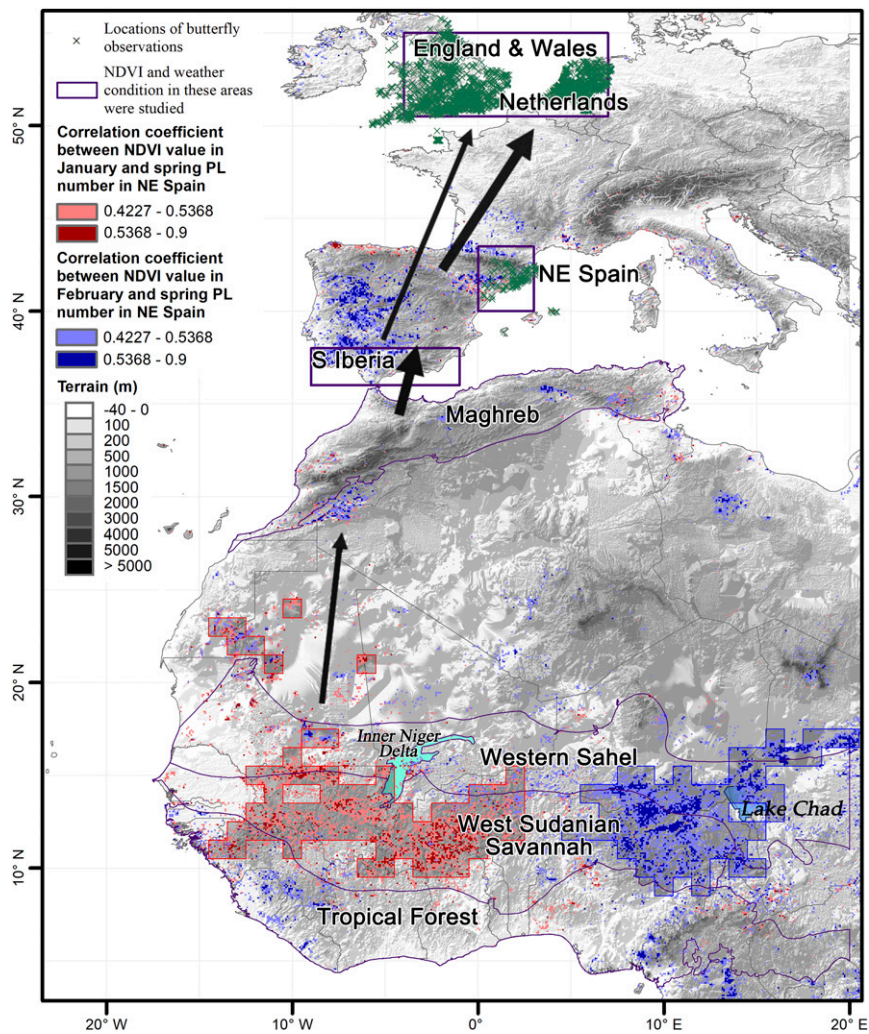 Locations of butterfly
observations
NDVI and weather
condition in these areas
were studied
Correlation coefficient
between NDVI value in
January and spring PL
number in NE Spain
0.4227 - 0.5368
0.5368 - 0.9
Correlation coefficient
between NDVI value in
February and spring PL
number in NE Spain
0.4227 - 0.5368
0.5368 - 0.9
Terrain (m)
-40 - 0
100
200
500
1000
1500
2000
3000
4000
5000
> 5000
England & Wales
Netherlands
NE Spain
S Iberia
Maghreb
Inner Niger
Delta
Western Sahel
Lake Chad
West Sudanian
Savannah
Tropical Forest
50° N
40° N
30° N
20° N
10° N
20° W
10° W
0°
10° E
20° E